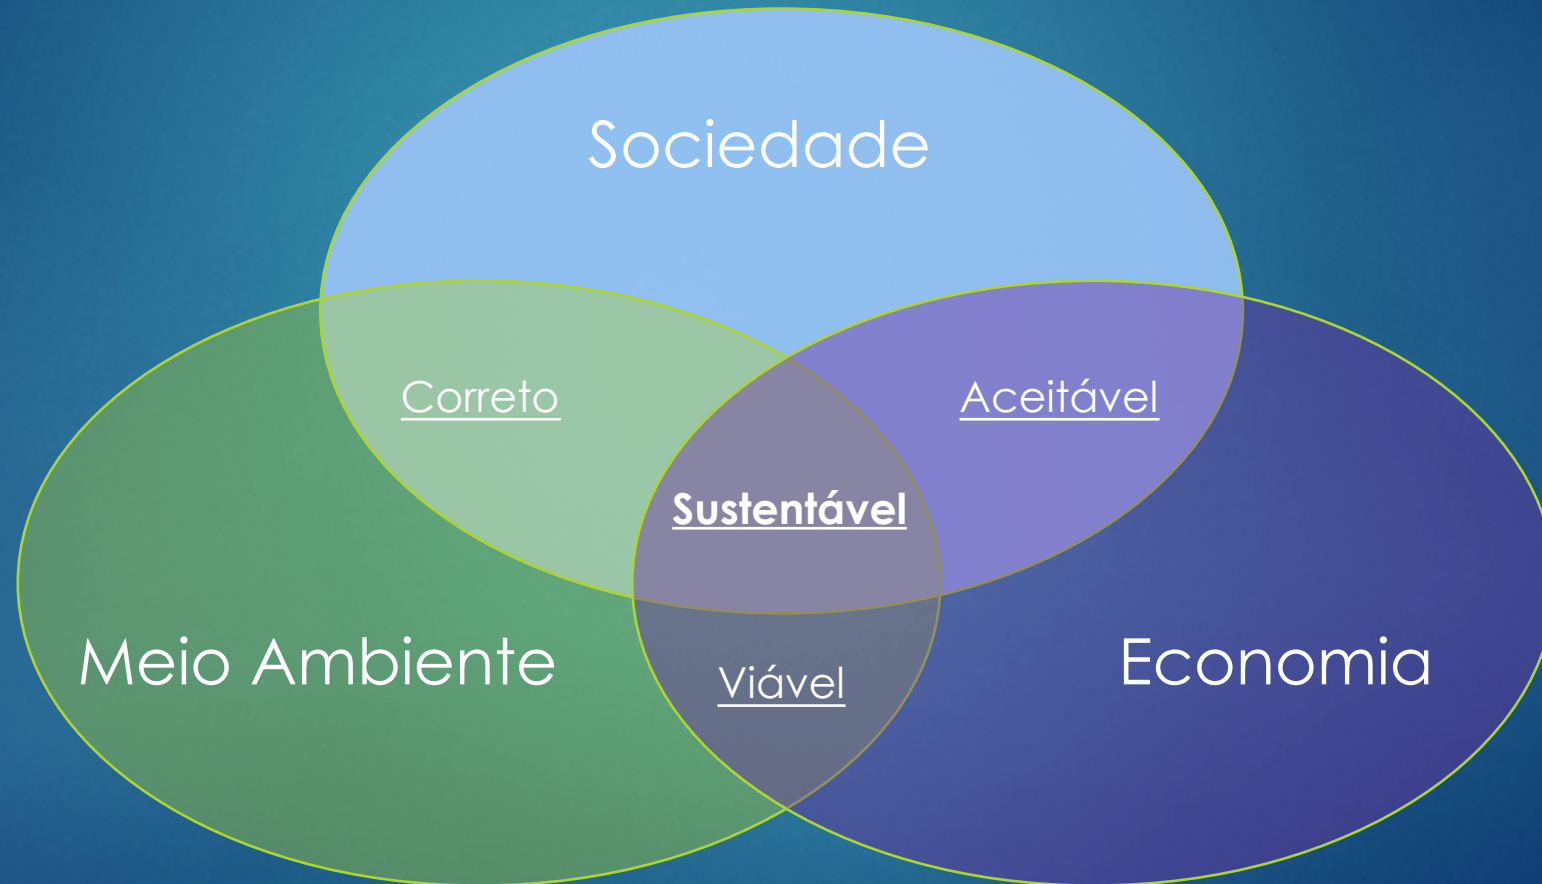 Sociedade
Correto
Aceitável
Sustentável
Meio Ambiente
Economia
Viável